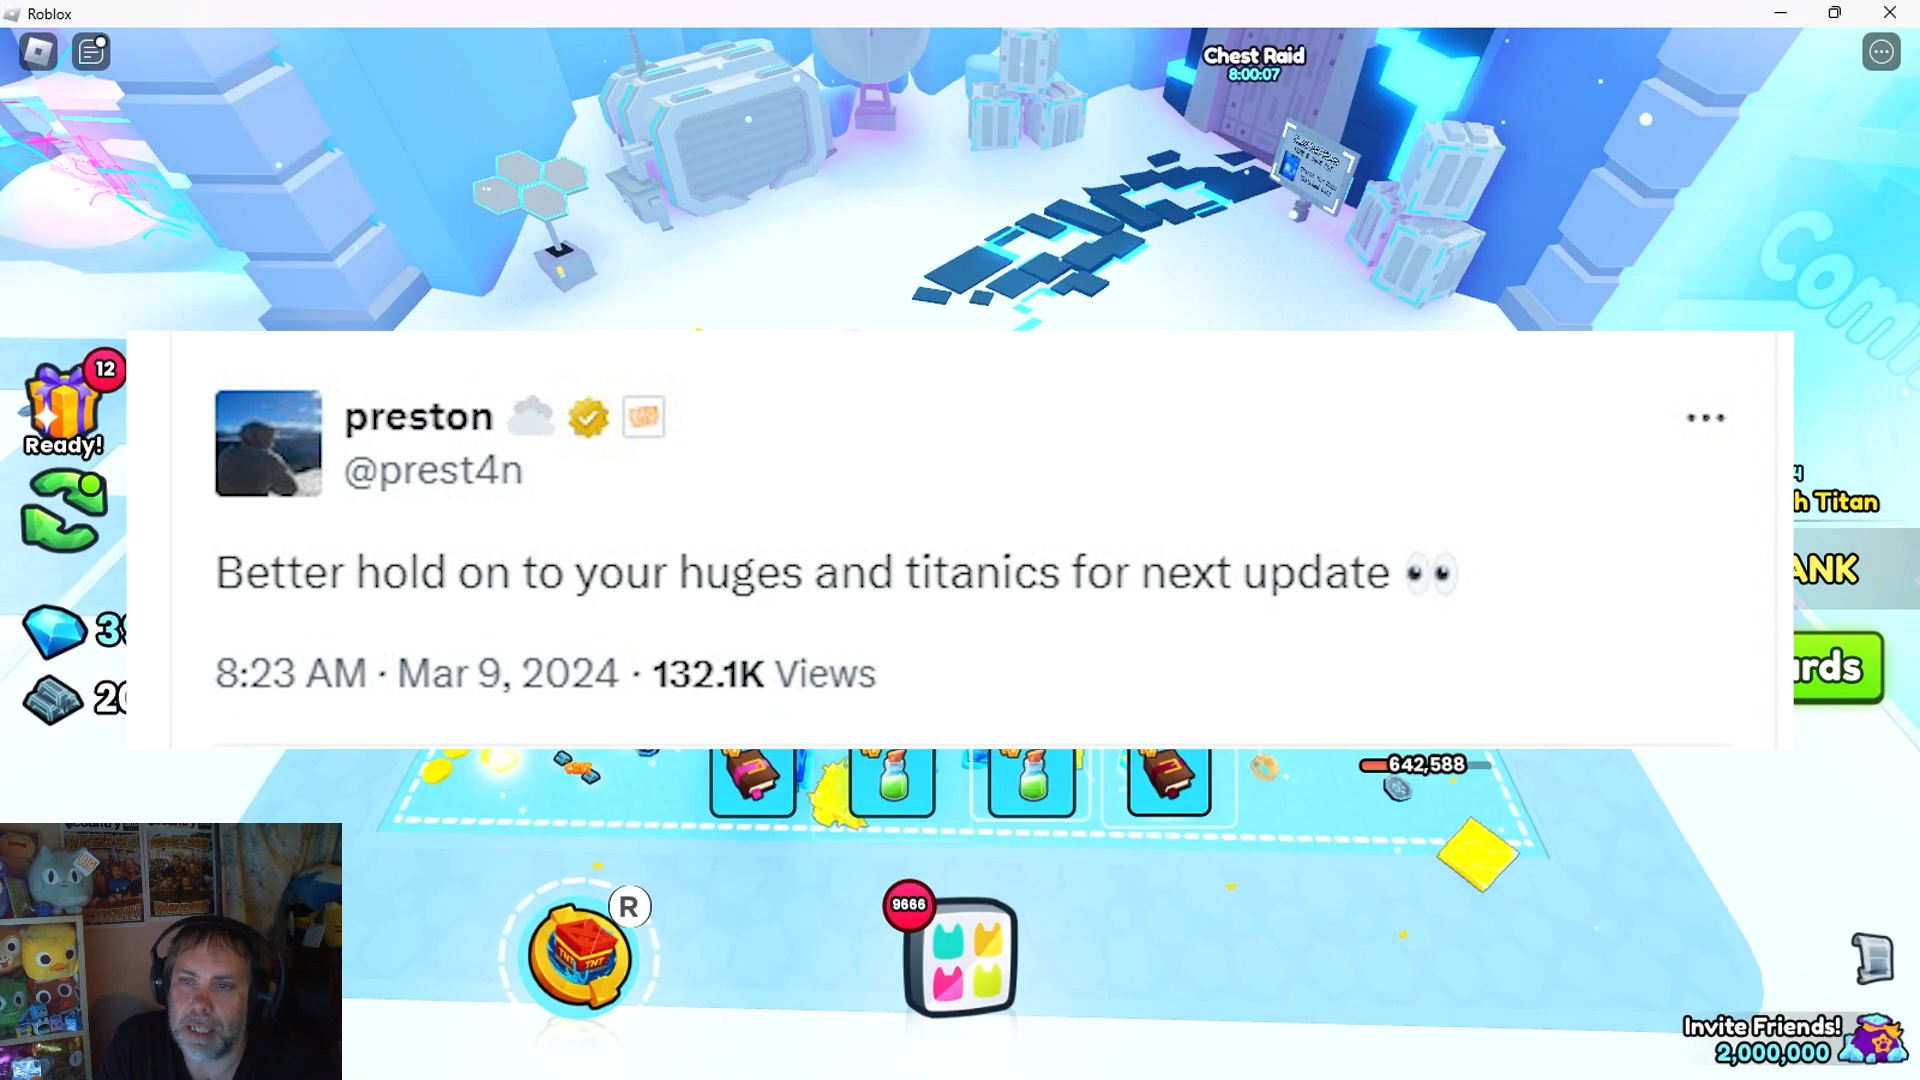 Roblox
Chest Raid
8:00:07
12
Ready!
preston
@prest4n
Better hold on to your huges and titanics for next update 👀
8:23 AM · Mar 9, 2024 · 132.1K Views
h Titan
ANK
rds
642,588
R
9666
TNT TNT
Invite Friends!
2,000,000